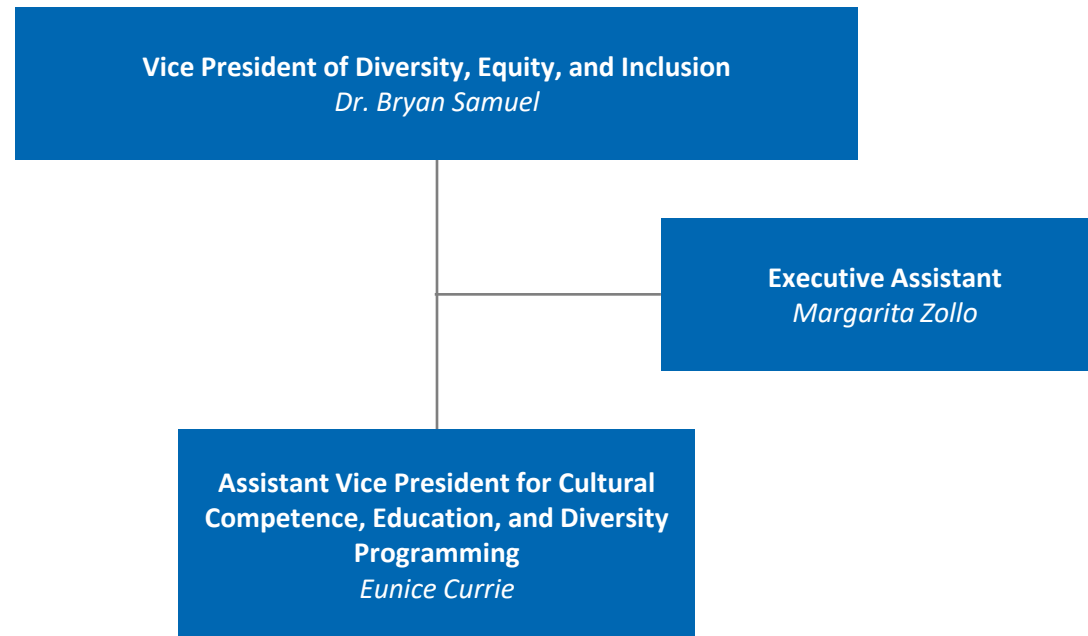 Vice President of Diversity, Equity, and Inclusion
Dr. Bryan Samuel
Executive Assistant
Margarita Zollo
Assistant Vice President for Cultural
Competence, Education, and Diversity
Programming
Eunice Currie